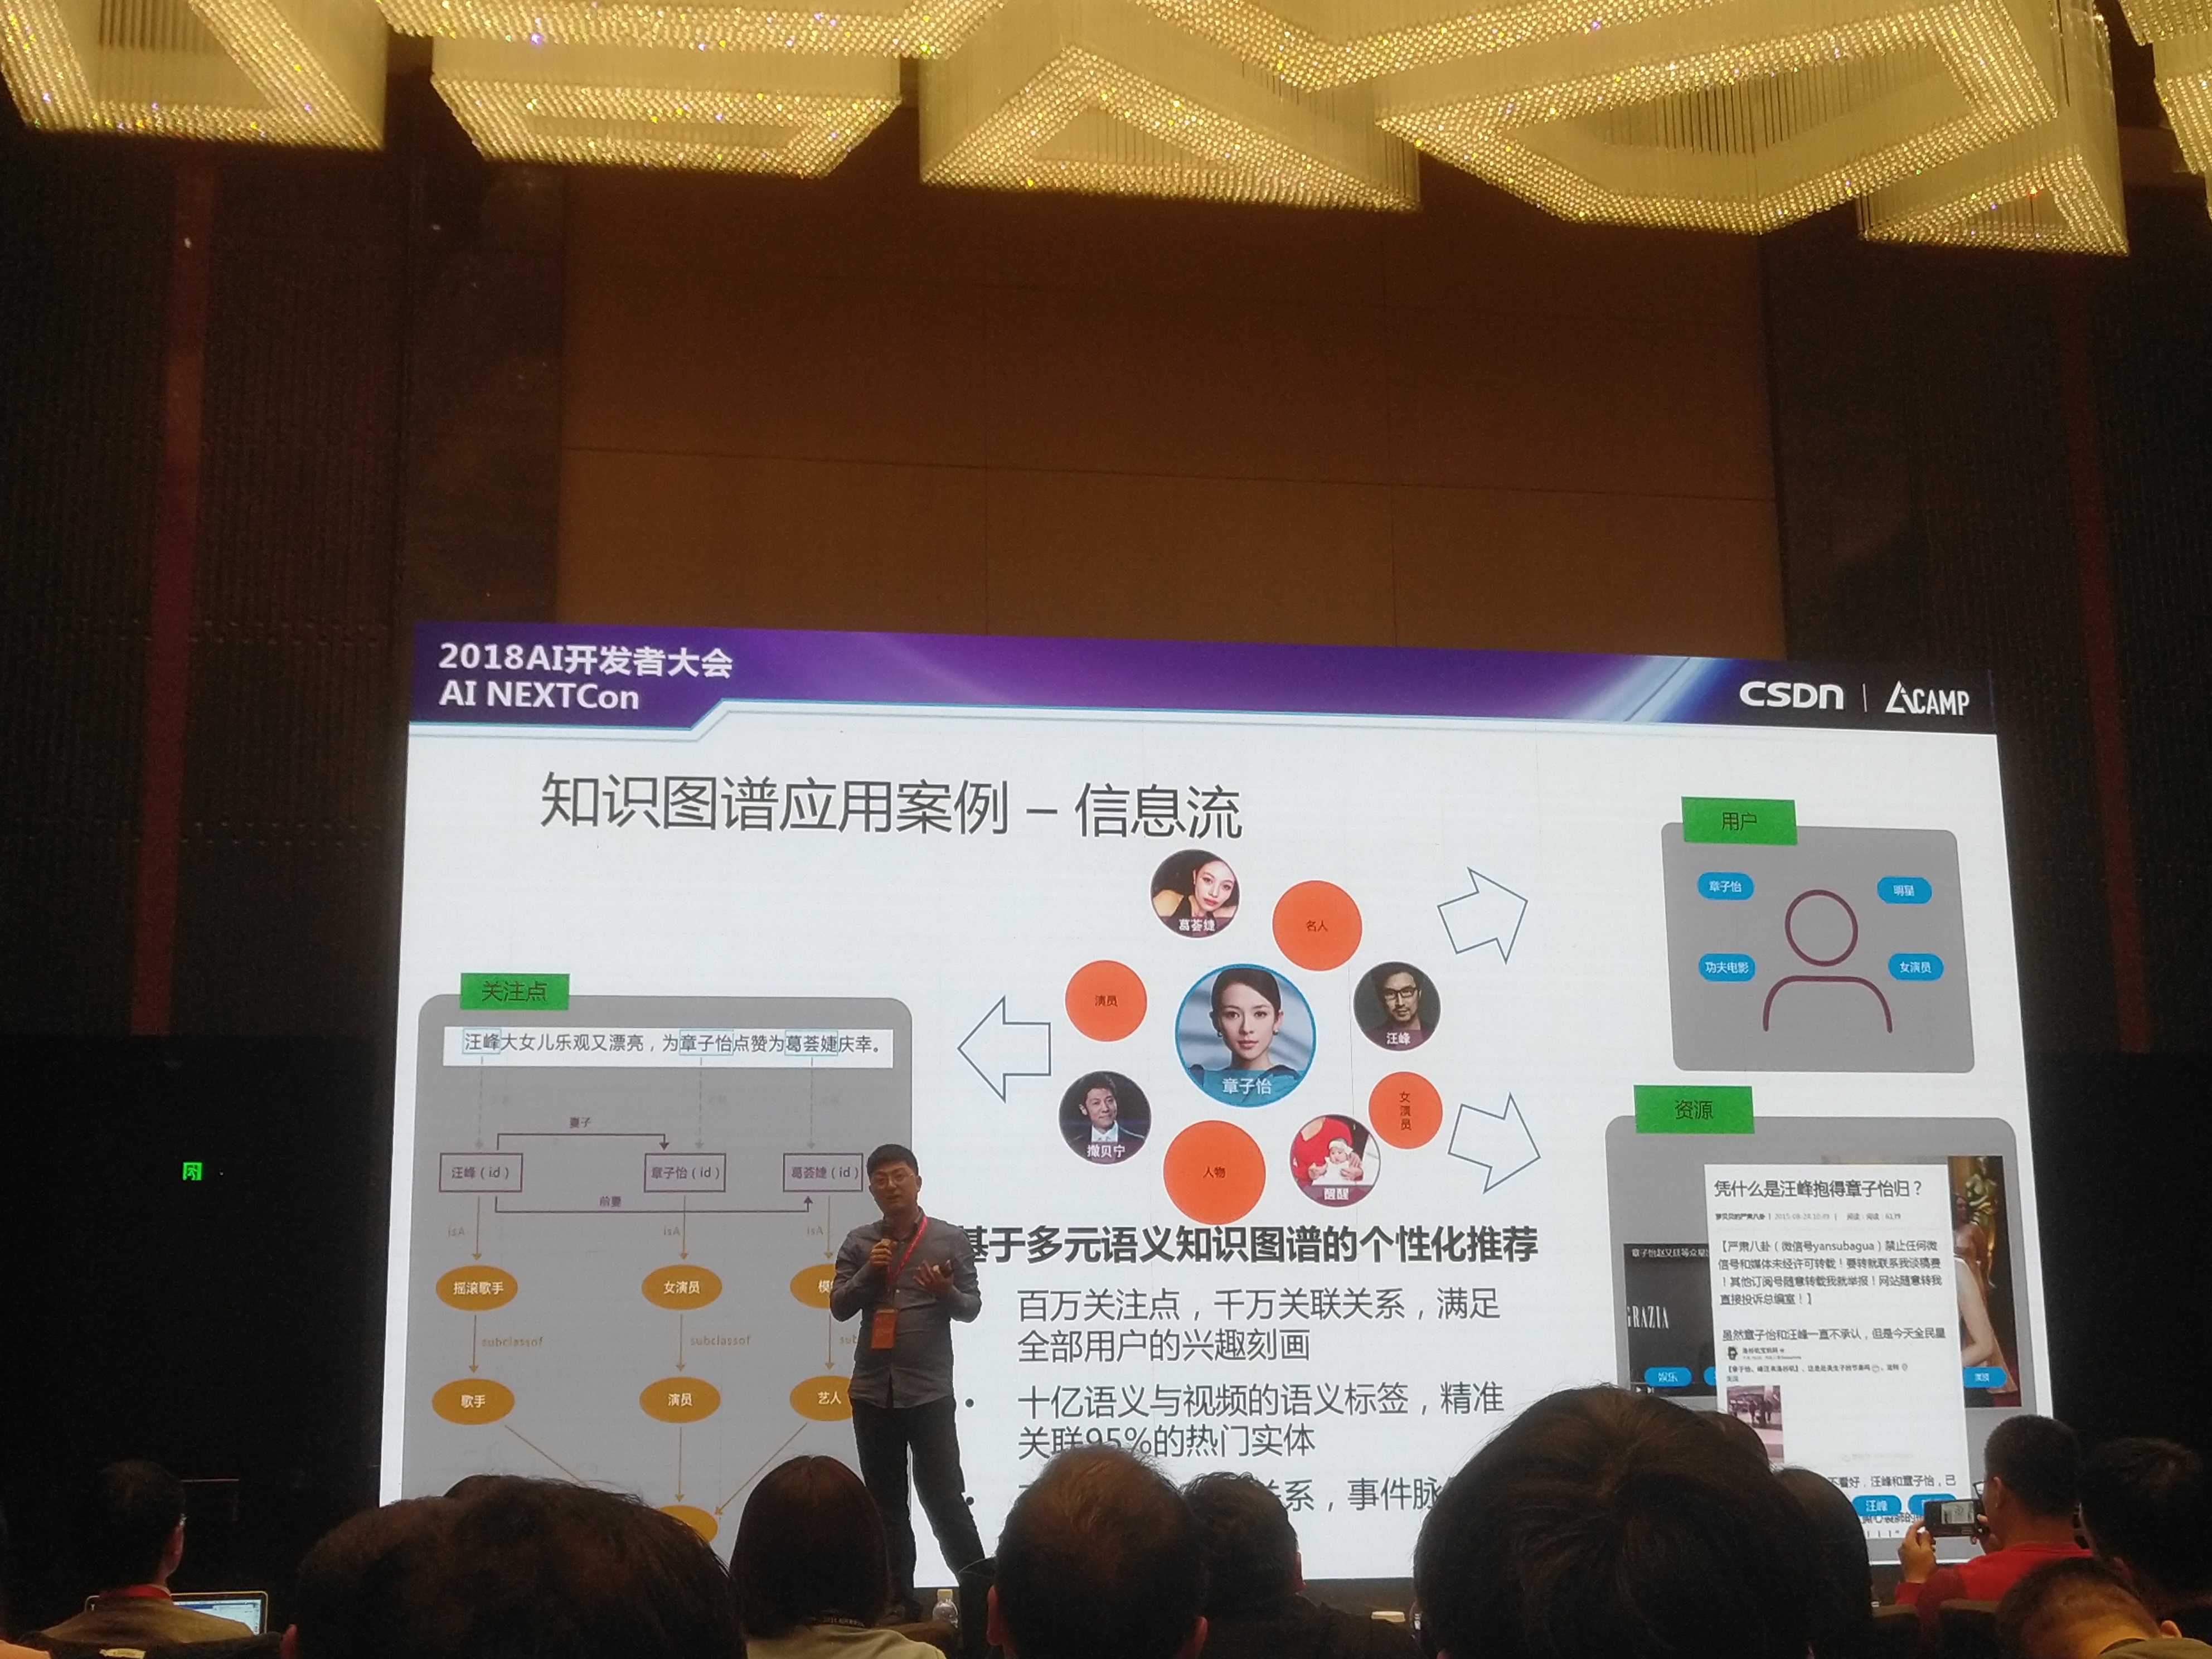 2018AI开发者大会
AI NEXTCon
CSDN | AICAMP
知识图谱应用案例 – 信息流
关注点
汪峰大女儿乐观又漂亮，为章子怡点赞为葛荟婕庆幸。
妻子
汪峰（id）
章子怡（id）
葛荟婕（id）
前妻
isA
isA
isA
摇滚歌手
女演员
subclassof
subclassof
歌手
演员
艺人
葛荟婕
名人
演员
章子怡
汪峰
撒贝宁
女演员
人物
醒醒
基于多元语义知识图谱的个性化推荐
百万关注点，千万关联关系，满足
全部用户的兴趣刻画
• 十亿语义与视频的语义标签，精准
关联95%的热门实体
关系，事件脉
用户
章子怡
明星
功夫电影
女演员
资源
凭什么是汪峰抱得章子怡归？
【严肃八卦（微信号yansubagua）禁止任何微
信号和媒体未经许可转载！要转就联系我谈稿费
！其他订阅号随意转载我就举报！网站随意转我
直接投诉总编室！】
虽然章子怡和汪峰一直不承认，但是今天全民星
GRAZIA
娱乐
不看好，汪峰和章子怡，已
汪峰